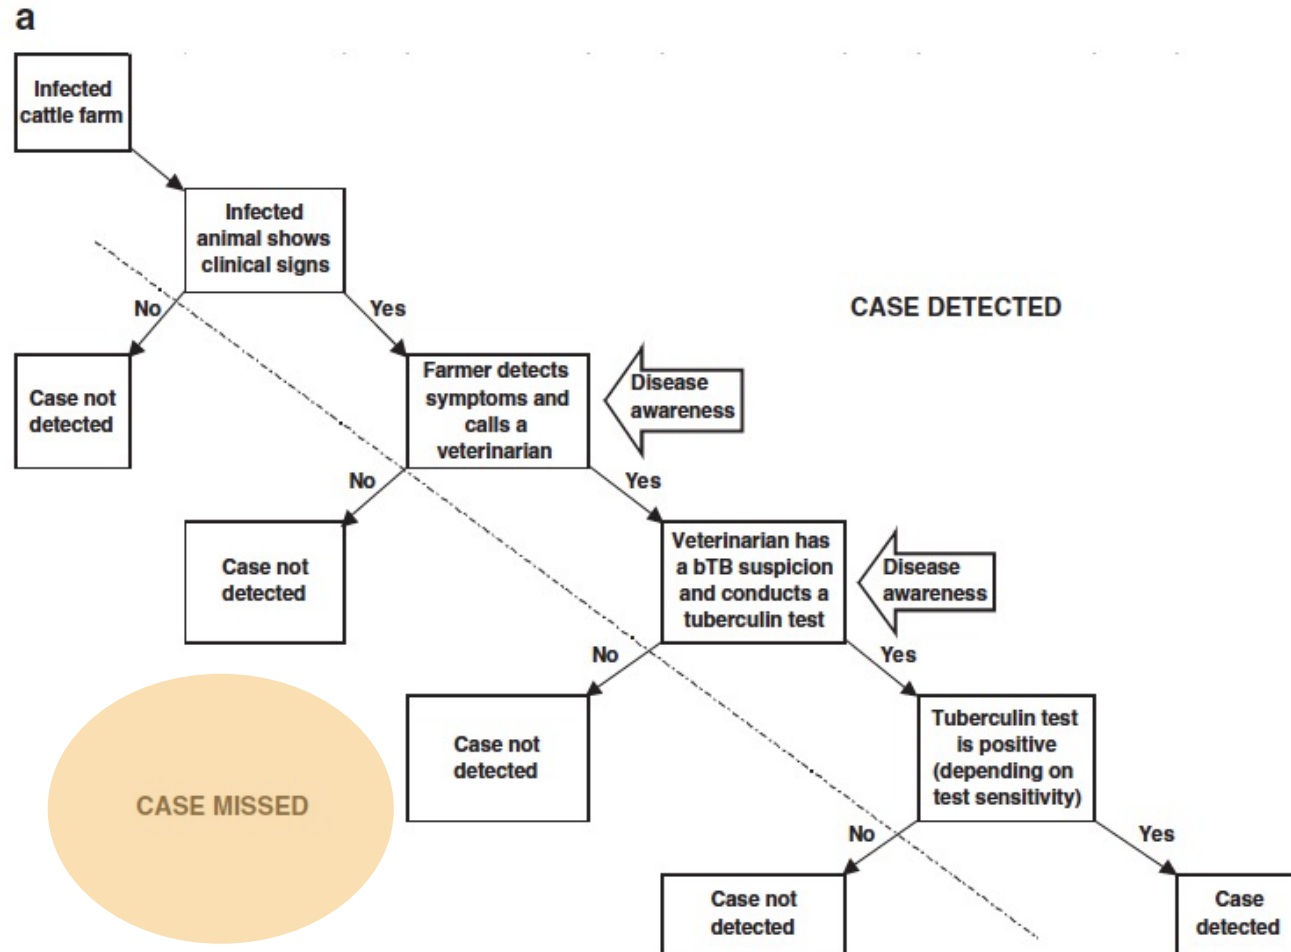 a
Infected
cattle farm
Infected
animal shows
clinical signs
No
Yes
CASE DETECTED
Case not
detected
Farmer detects
symptoms and
calls a
veterinarian
Disease
awareness
No
Yes
Case not
detected
Veterinarian has
a bTB suspicion
and conducts a
tuberculin test
Disease
awareness
No
Yes
Case not
detected
Tuberculin test
is positive
(depending on
test sensitivity)
CASE MISSED
No
Yes
Case not
detected
Case
detected